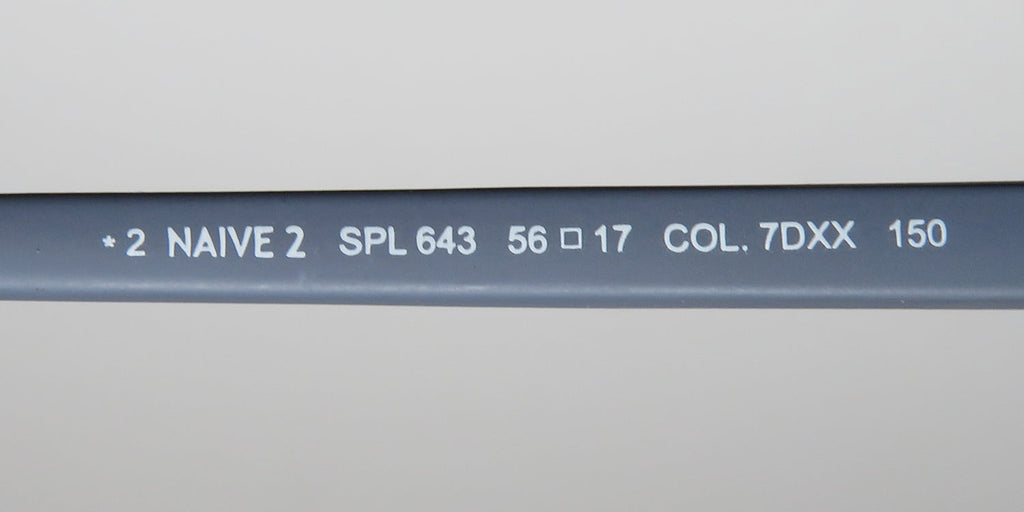 * 2 NAIVE 2 SPL 643 56 □ 17 COL. 7DXX 150